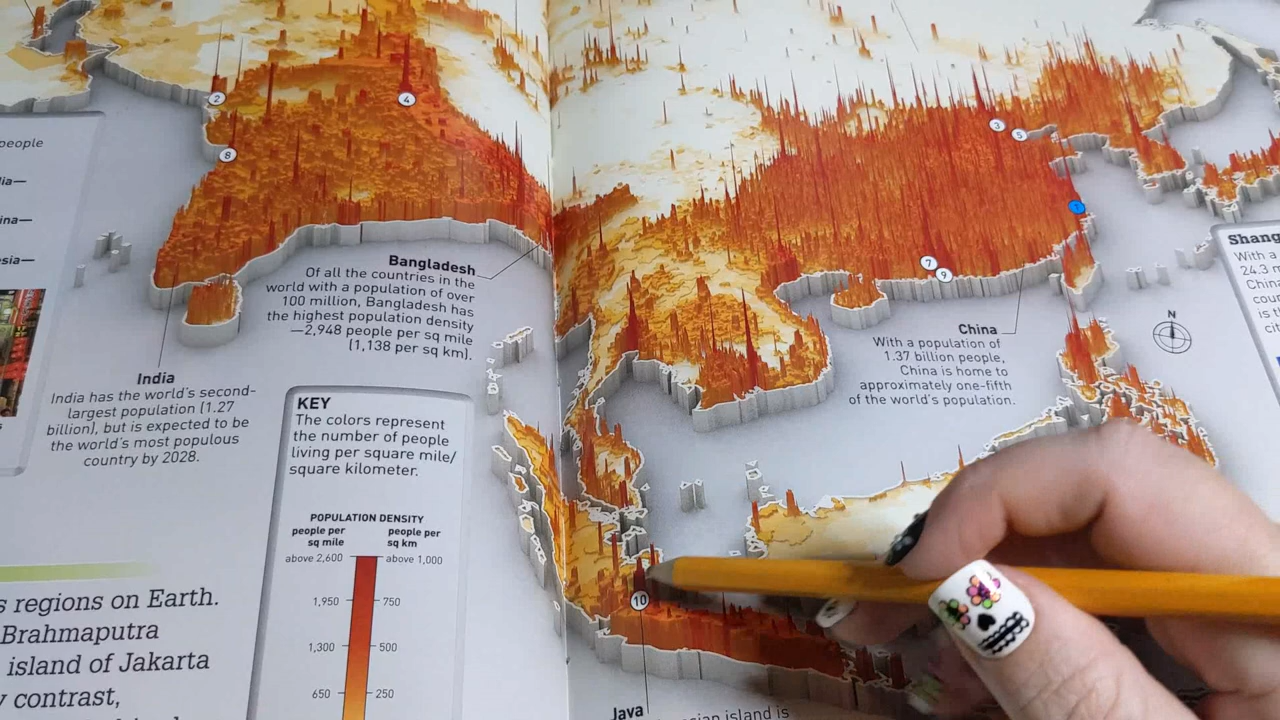 people
dia—
ina—
esia—
2
4
8
3
5
7
9
10
N
Bangladesh
Of all the countries in the
world with a population of over
100 million, Bangladesh has
the highest population density
—2,948 people per sq mile
(1,138 per sq km).
India
India has the world's second-
largest population (1.27
billion), but is expected to be
the world's most populous
country by 2028.
China
With a population of
1.37 billion people,
China is home to
approximately one-fifth
of the world's population.
Shang
With a
24.3 m
China
cou
is t
cit
KEY
The colors represent
the number of people
living per square mile/
square kilometer.
POPULATION DENSITY
people per sq mile
people per sq km
above 2,600 above 1,000
1,950 750
1,300 500
650 250
s regions on Earth.
Brahmaputra
island of Jakarta
y contrast,
Java
island is